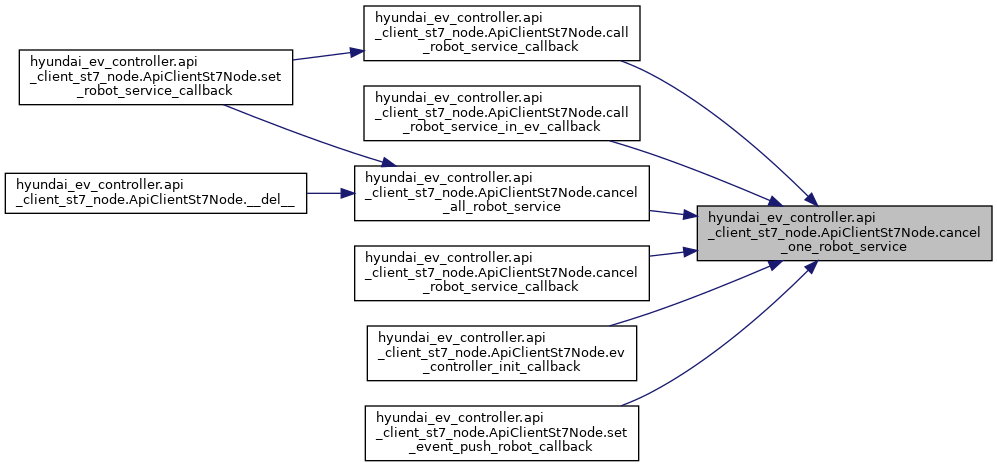 hyundai_ev_controller.api
_client_st7_node.ApiClientSt7Node.call
_robot_service_callback
hyundai_ev_controller.api
_client_st7_node.ApiClientSt7Node.set
_robot_service_callback
hyundai_ev_controller.api
_client_st7_node.ApiClientSt7Node.call
_robot_service_in_ev_callback
hyundai_ev_controller.api
_client_st7_node.ApiClientSt7Node.__del__
hyundai_ev_controller.api
_client_st7_node.ApiClientSt7Node.cancel
_all_robot_service
hyundai_ev_controller.api
_client_st7_node.ApiClientSt7Node.cancel
_one_robot_service
hyundai_ev_controller.api
_client_st7_node.ApiClientSt7Node.cancel
_robot_service_callback
hyundai_ev_controller.api
_client_st7_node.ApiClientSt7Node.ev
_controller_init_callback
hyundai_ev_controller.api
_client_st7_node.ApiClientSt7Node.set
_event_push_robot_callback